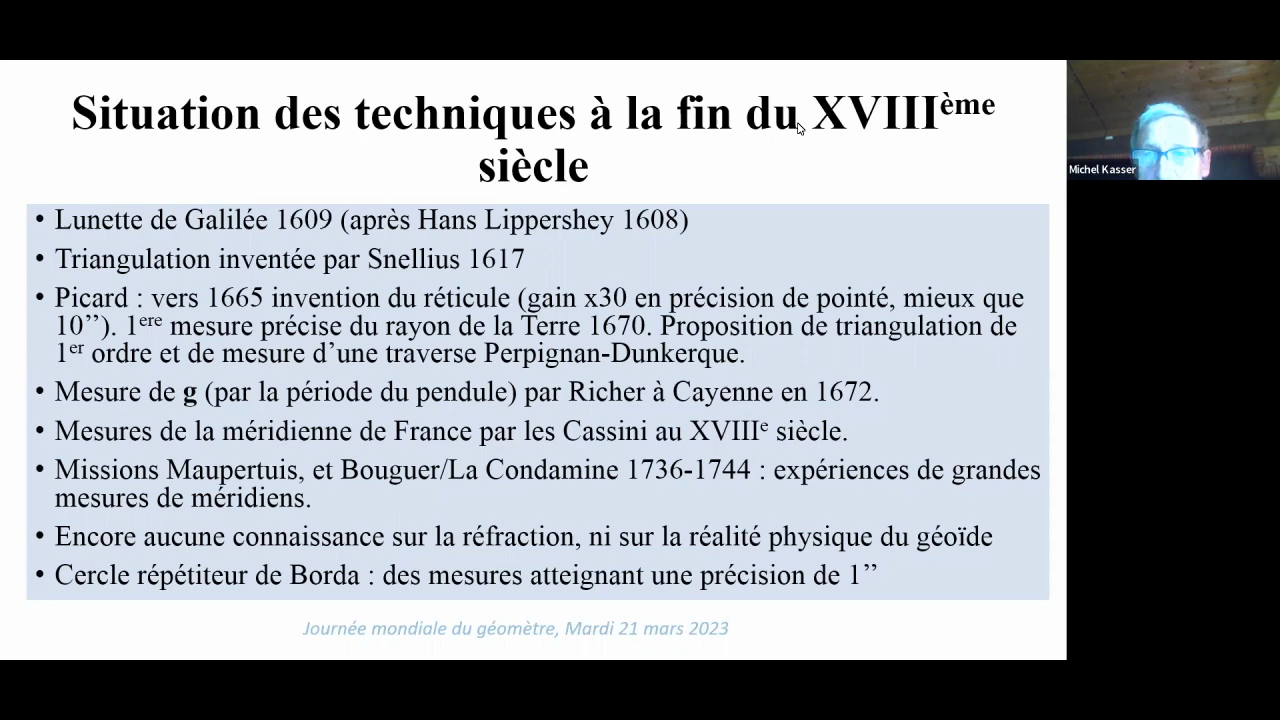 Situation des techniques à la fin du XVIIIème
siècle
• Lunette de Galilée 1609 (après Hans Lippershey 1608)
• Triangulation inventée par Snellius 1617
• Picard : vers 1665 invention du réticule (gain x30 en précision de pointé, mieux que
10’’). 1ere mesure précise du rayon de la Terre 1670. Proposition de triangulation de
1er ordre et de mesure d’une traverse Perpignan-Dunkerque.
• Mesure de g (par la période du pendule) par Richer à Cayenne en 1672.
• Mesures de la méridienne de France par les Cassini au XVIIIe siècle.
• Missions Maupertuis, et Bouguer/La Condamine 1736-1744 : expériences de grandes
mesures de méridiens.
• Encore aucune connaissance sur la réfraction, ni sur la réalité physique du géoïde
• Cercle répétiteur de Borda : des mesures atteignant une précision de 1’’
Journée mondiale du géomètre, Mardi 21 mars 2023
Michel Kasser